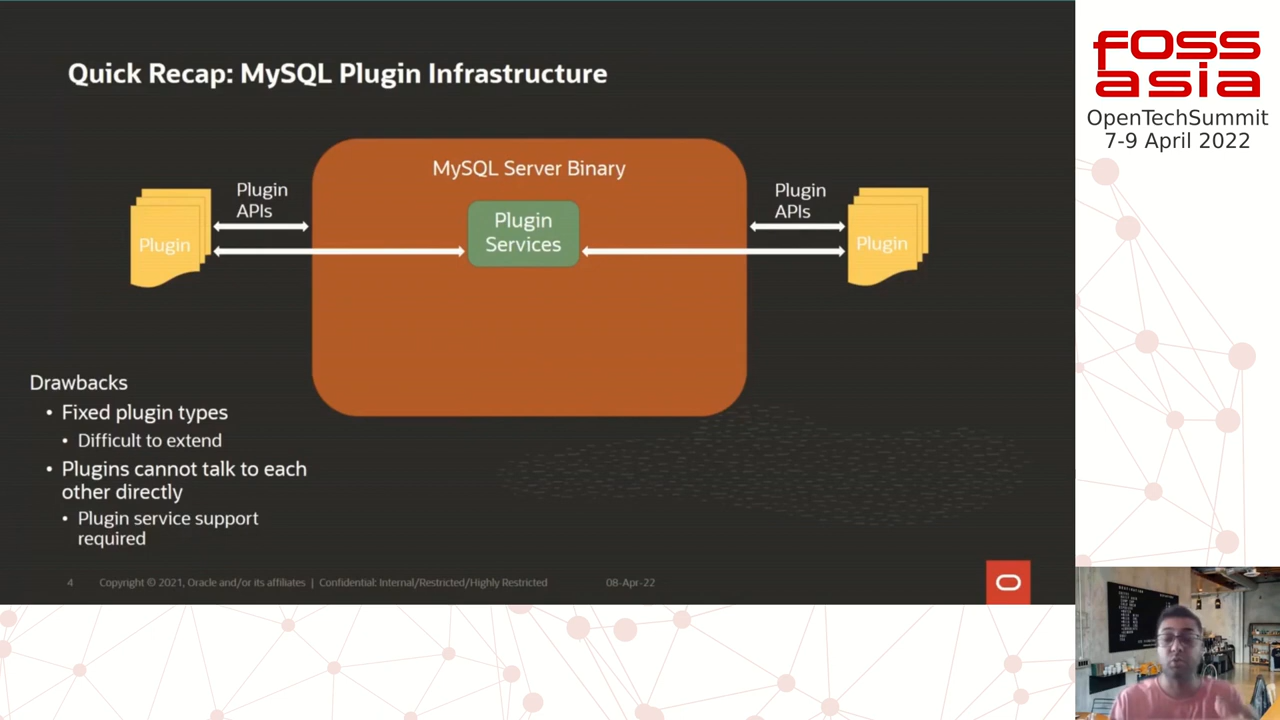 Quick Recap: MySQL Plugin Infrastructure
MySQL Server Binary
Plugin
APIs
Plugin
Services
Plugin
APIs
Plugin
Plugin
Drawbacks
• Fixed plugin types
• Difficult to extend
• Plugins cannot talk to each
other directly
• Plugin service support
required
4 Copyright © 2021, Oracle and/or its affiliates | Confidential: Internal/Restricted/Highly Restricted 08-Apr-22
foss
asia
OpenTechSummit
7-9 April 2022